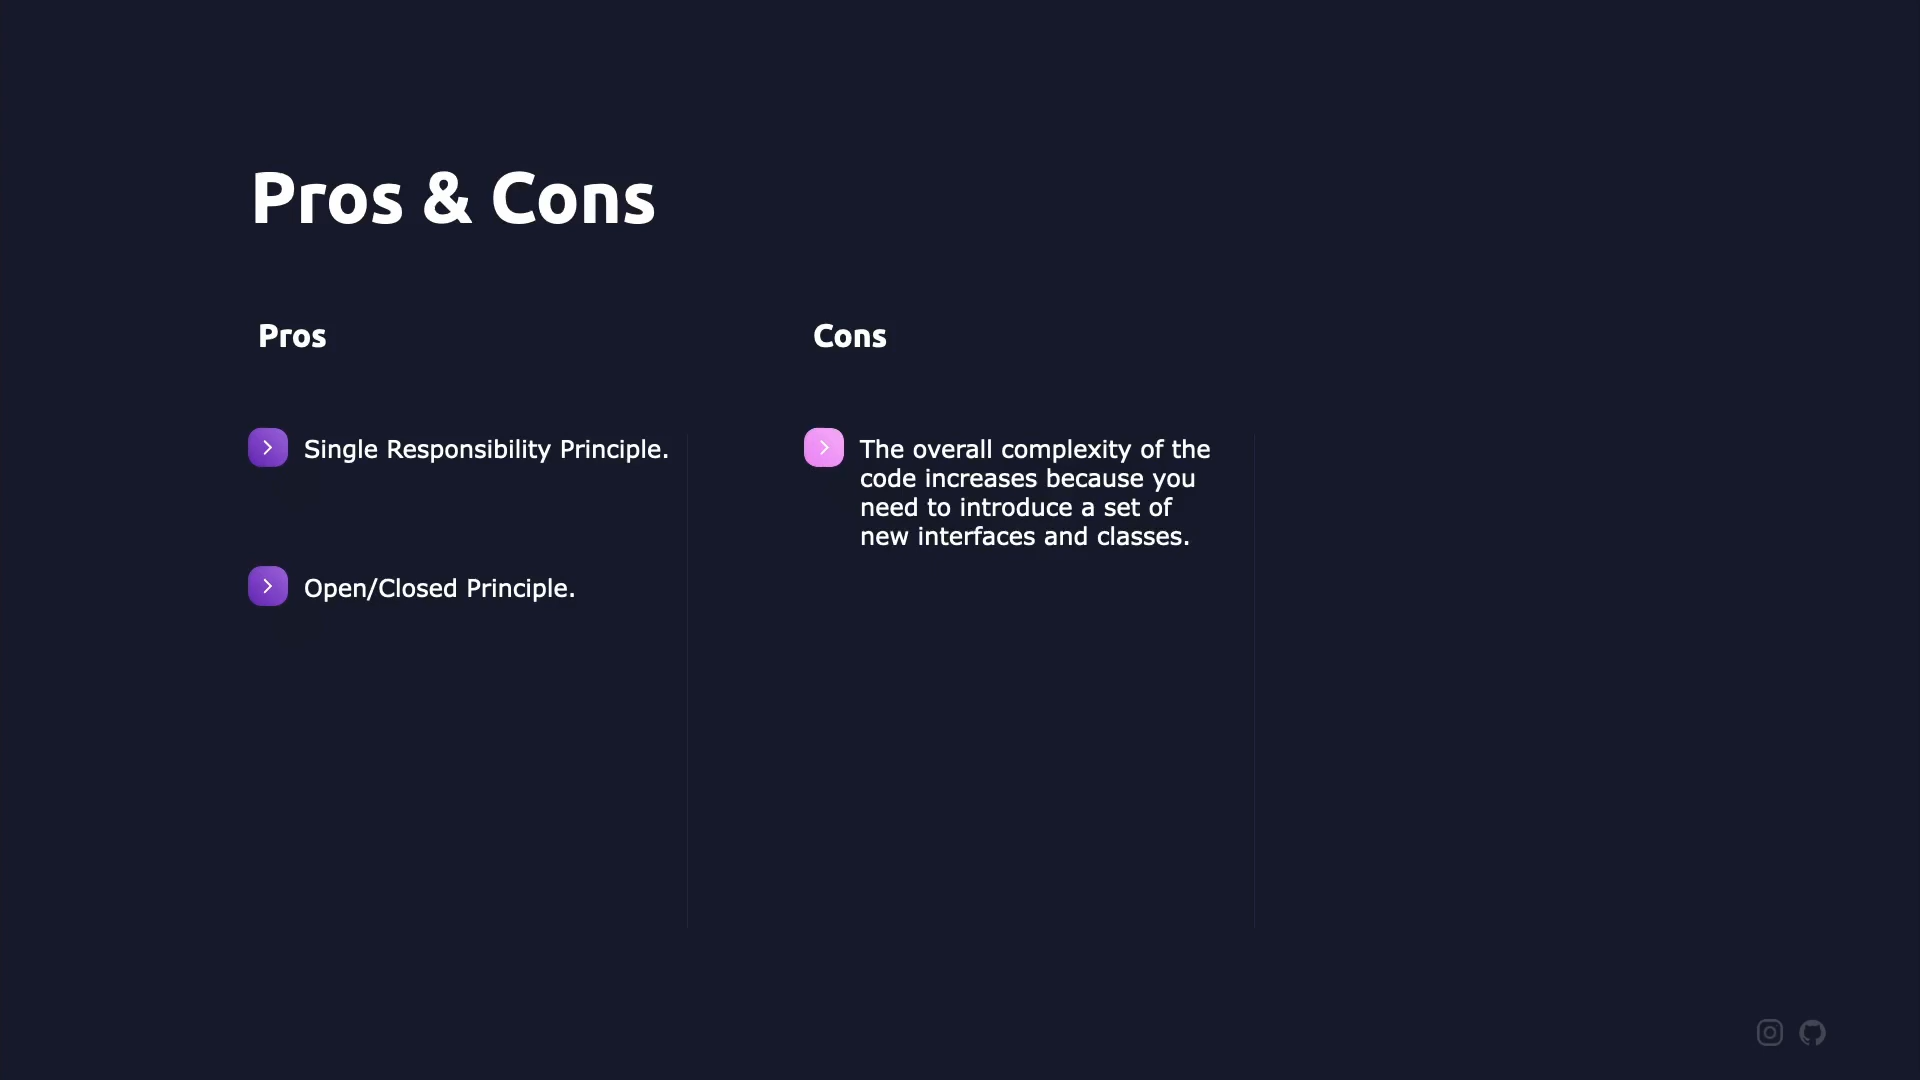 Pros & Cons
Pros
Single Responsibility Principle.
Open/Closed Principle.
Cons
The overall complexity of the
code increases because you
need to introduce a set of
new interfaces and classes.